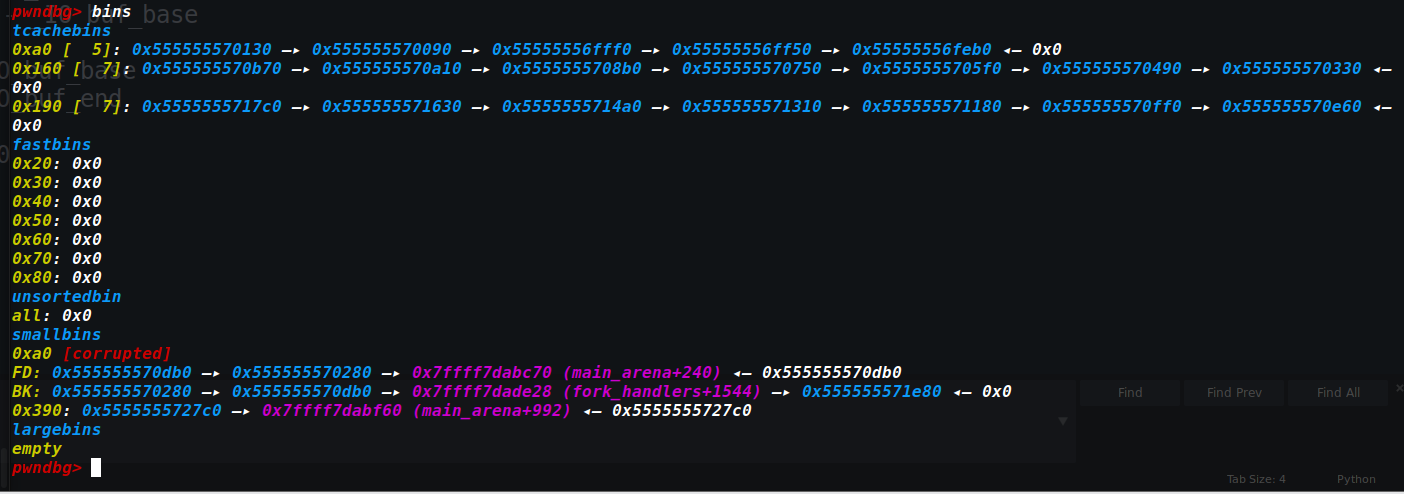 pwndbg> bins
IO_buf_base
tcachebins
0xa0 [  5]: 0x555555570130 —▸ 0x555555570090 —▸ 0x55555556fff0 —▸ 0x55555556ff50 —▸ 0x55555556feb0 ◂— 0x0
0x160 [  7]: 0x555555570b70 —▸ 0x555555570a10 —▸ 0x5555555708b0 —▸ 0x555555570750 —▸ 0x5555555705f0 —▸ 0x555555570490 —▸ 0x555555570330 ◂—
0x0
0x190 [  7]: 0x5555555717c0 —▸ 0x555555571630 —▸ 0x5555555714a0 —▸ 0x555555571310 —▸ 0x555555571180 —▸ 0x555555570ff0 —▸ 0x555555570e60 ◂—
0x0
fastbins
0x20: 0x0
0x30: 0x0
0x40: 0x0
0x50: 0x0
0x60: 0x0
0x70: 0x0
0x80: 0x0
unsortedbin
all: 0x0
smallbins
0xa0 [corrupted]
FD: 0x555555570db0 —▸ 0x555555570280 —▸ 0x7ffff7dabc70 (main_arena+240) ◂— 0x555555570db0
BK: 0x555555570280 —▸ 0x555555570db0 —▸ 0x7ffff7dade28 (fork_handlers+1544) —▸ 0x555555571e80 ◂— 0x0
0x390: 0x5555555727c0 —▸ 0x7ffff7dabf60 (main_arena+992) ◂— 0x5555555727c0
largebins
empty
pwndbg>
Find
Find Prev
Find All
Tab Size: 4
Python